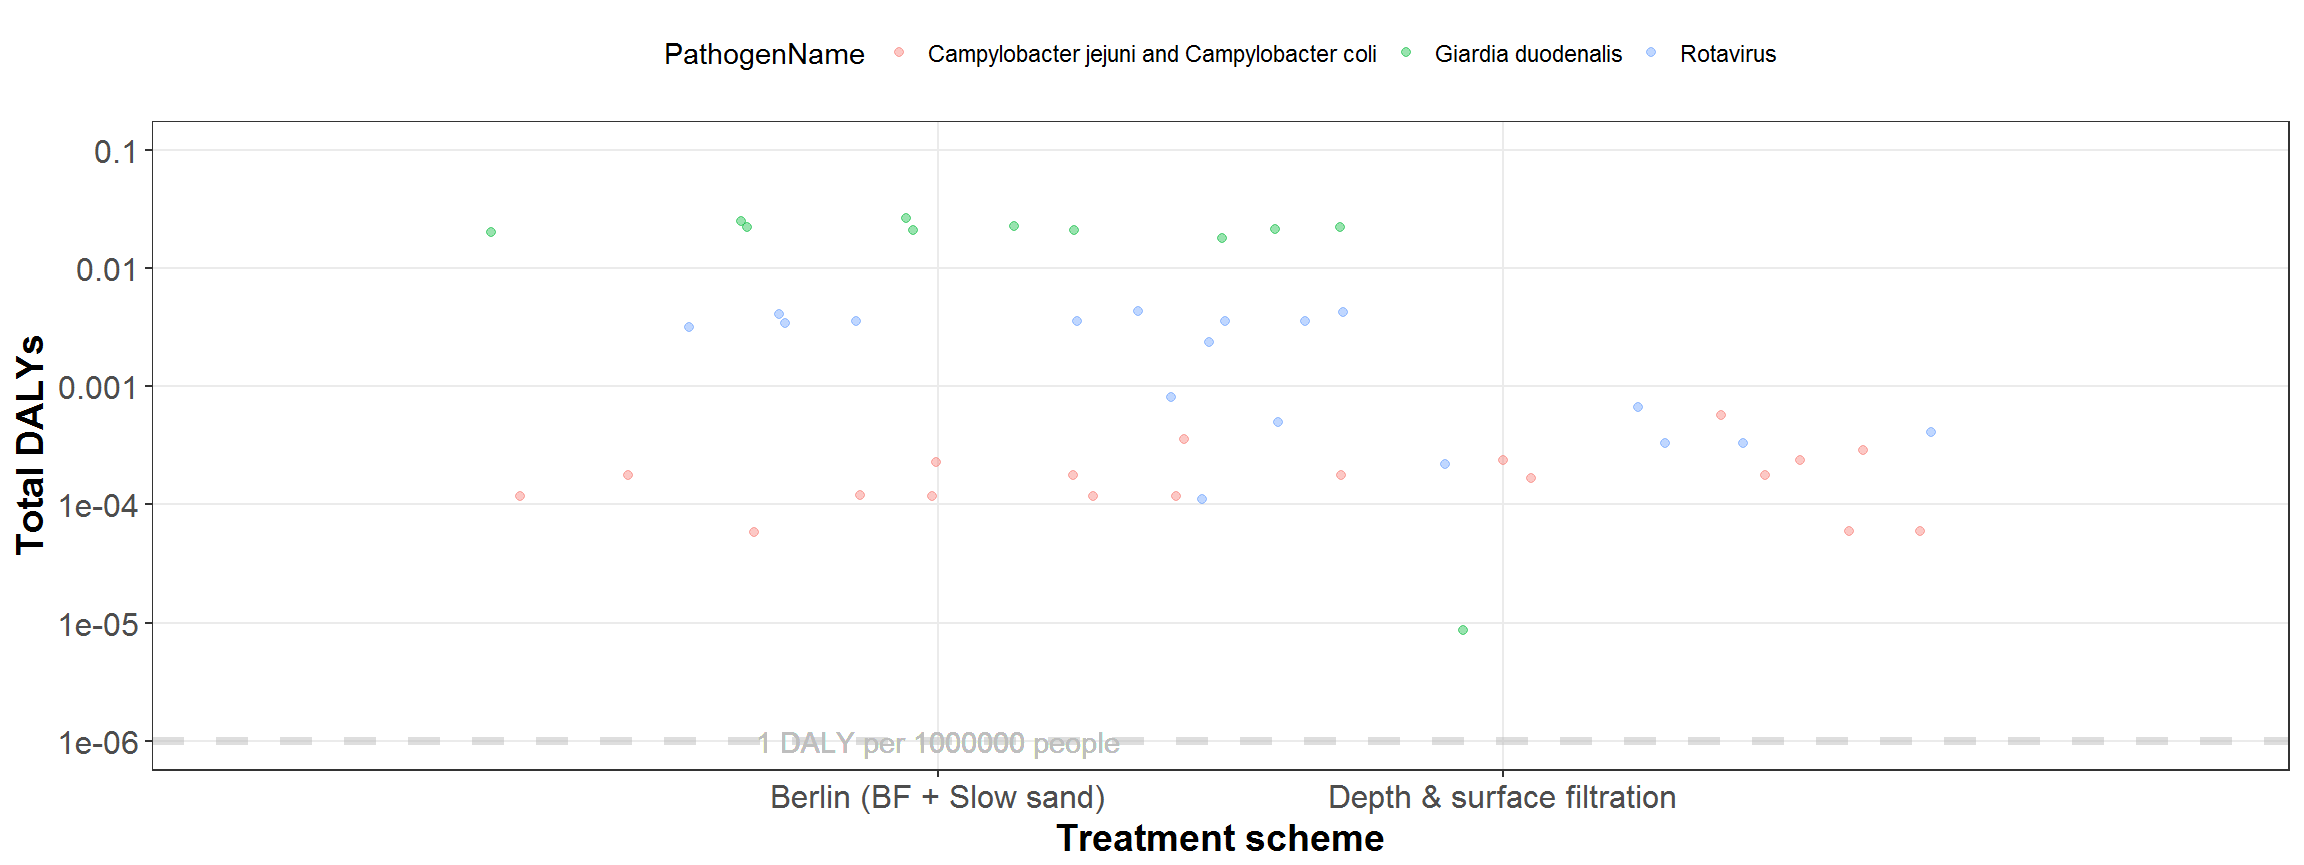 PathogenName Campylobacter jejuni and Campylobacter coli Giardia duodenalis Rotavirus
Total DALYs
0.1
0.01
0.001
1e-04
1e-05
1e-06
1 DALY per 1000000 people
Berlin (BF + Slow sand) Depth & surface filtration
Treatment scheme